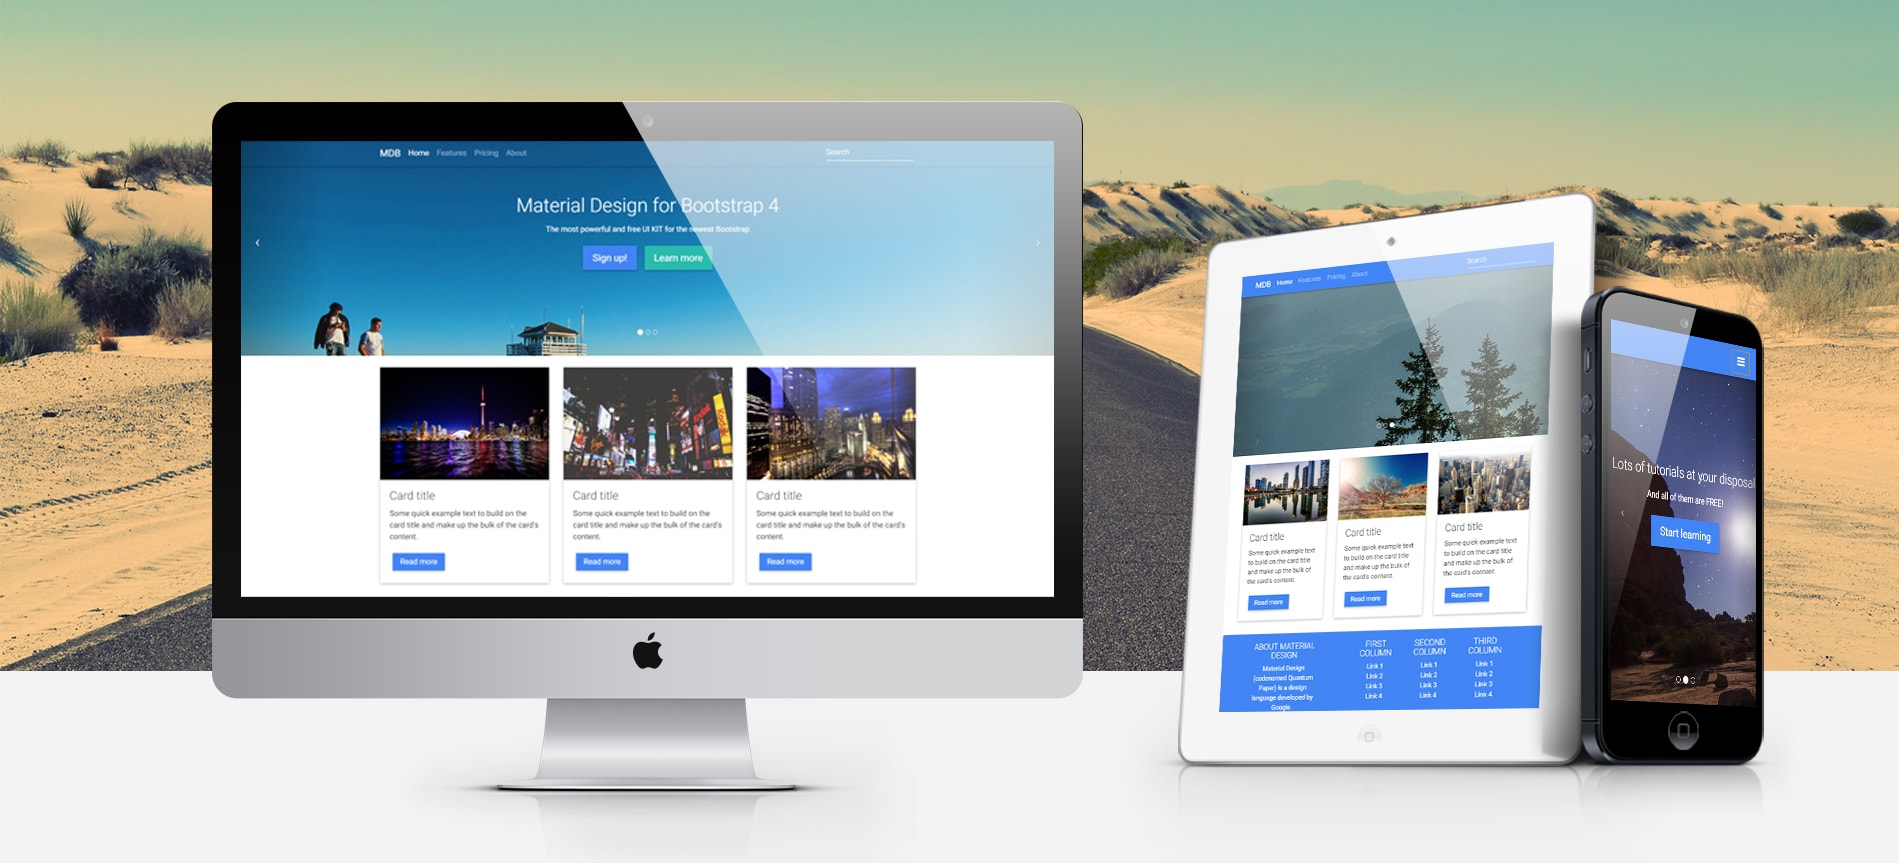 MDB Home Features Pricing About Search
Material Design for Bootstrap 4
The most powerful and free UI KIT for the newest Bootstrap
Sign up! Learn more
Kodak
Card title
Some quick example text to build on the
card title and make up the bulk of the card's
content.
Read more
Card title
Some quick example text to build on the
card title and make up the bulk of the card's
content.
Read more
Card title
Some quick example text to build on the
card title and make up the bulk of the card's
content.
Read more
MDB Home Features Pricing About Search
Card title
Some quick example text
to build on the card title
and make up the bulk of
the card's content.
Read more
Card title
Some quick example text
to build on the card title
and make up the bulk of
the card's content.
Read more
Card title
Some quick example text
to build on the card title
and make up the bulk of
the card's content.
Read more
ABOUT MATERIAL
DESIGN
Material Design
(codenamed Quantum
Paper) is a design
language developed by
Google.
FIRST
COLUMN
Link 1
Link 2
Link 3
Link 4
SECOND
COLUMN
Link 1
Link 2
Link 3
Link 4
THIRD
COLUMN
Link 1
Link 2
Link 3
Link 4
Lots of tutorials at your disposal
And all of them are FREE!
Start learning